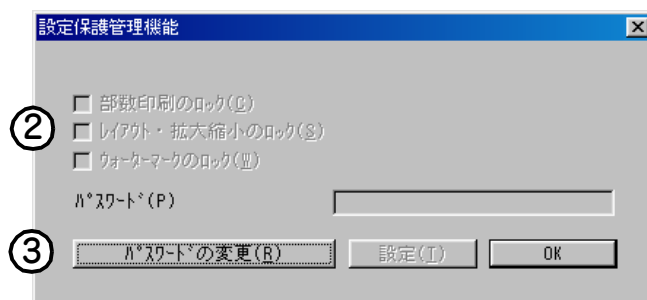 設定保護管理機能
② 部数印刷のﾛｯｸ(C)
レイアウト・拡大縮小のﾛｯｸ(S)
ｳｫｰﾀｰﾏｰｸのﾛｯｸ(W)
ﾊﾟｽﾜｰﾄﾞ(P)
③ ﾊﾟｽﾜｰﾄﾞの変更(R) 設定(T) OK